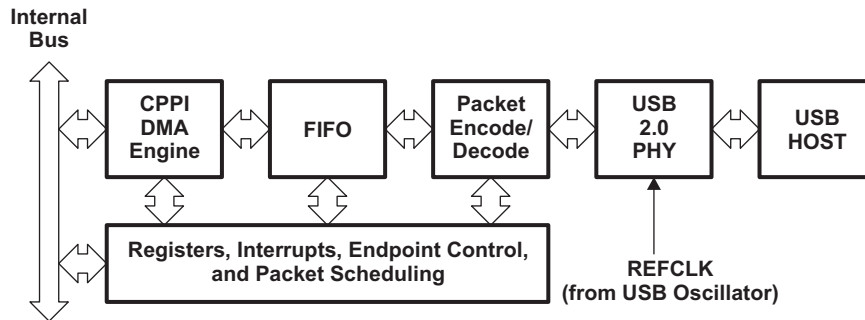 Internal
Bus
CPPI
DMA
Engine
FIFO
Packet
Encode/
Decode
USB
2.0
PHY
USB
HOST
Registers, Interrupts, Endpoint Control,
and Packet Scheduling
REFCLK
(from USB Oscillator)